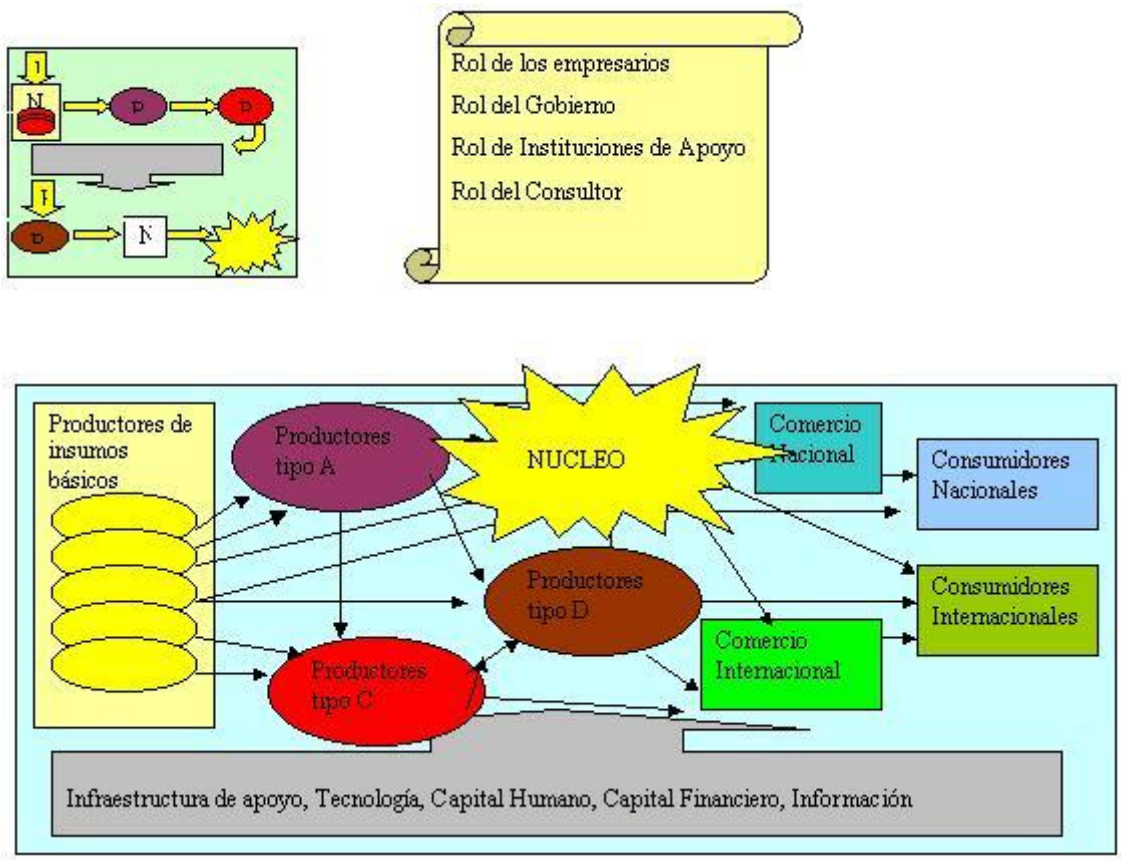 N
p
p
p
N
Rol de los empresarios
Rol del Gobierno
Rol de Instituciones de Apoyo
Rol del Consultor
Productores de
insumos
básicos
Productores
tipo A
NUCLEO
Comercio
Nacional
Consumidores
Nacionales
Productores
tipo D
Consumidores
Internacionales
Productores
tipo C
Comercio
Internacional
Infraestructura de apoyo, Tecnología, Capital Humano, Capital Financiero, Información